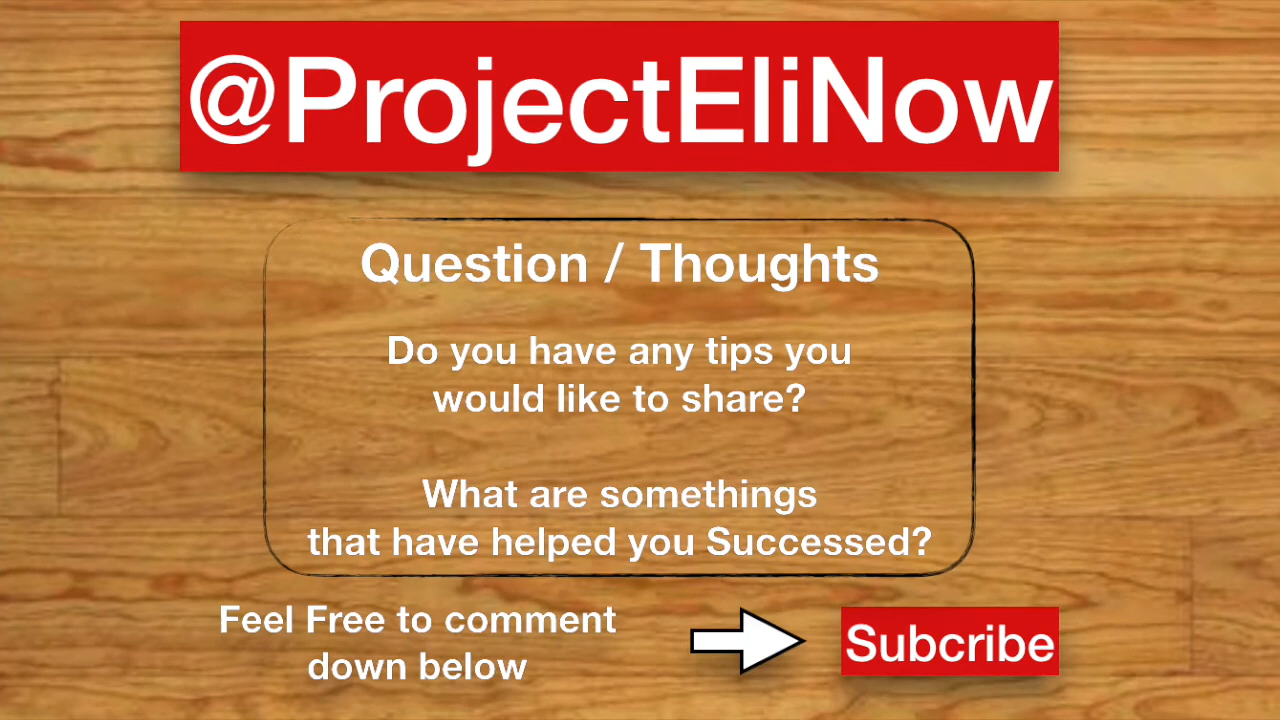 @ProjectEliNow
Question / Thoughts
Do you have any tips you
would like to share?
What are somethings
that have helped you Successed?
Feel Free to comment
down below
Subcribe